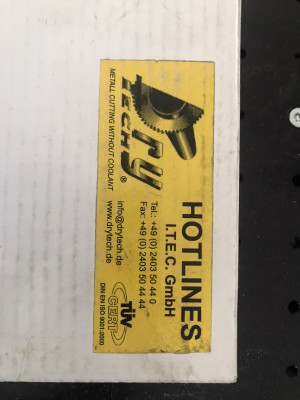 Dry
TECH®
METALL CUTTING WITHOUT COOLANT
HOTLINES
I.T.E.C. GmbH
Tel.: +49 (0) 2403 50 44 0
Fax: +49 (0) 2403 50 44 44
info@drytech.de
www.drytech.de
TÜV
CERT
DIN EN ISO 9001:2000